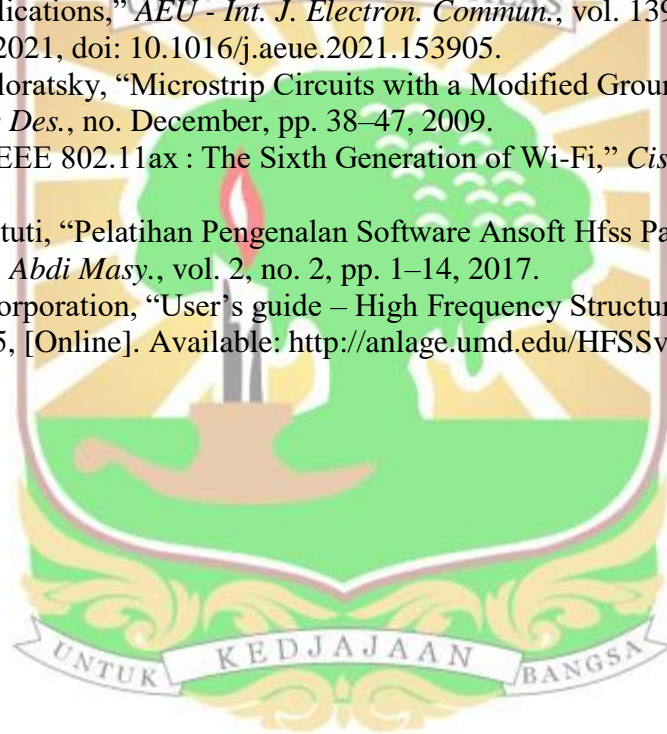 lications,” AEU - Int. J. Electron. Commun., vol. 139
2021, doi: 10.1016/j.aeue.2021.153905.
loratsky, “Microstrip Circuits with a Modified Groun
Des., no. December, pp. 38–47, 2009.
EEE 802.11ax : The Sixth Generation of Wi-Fi,” Cis
tuti, “Pelatihan Pengenalan Software Ansoft Hfss Pa
Abdi Masy., vol. 2, no. 2, pp. 1–14, 2017.
orporation, “User’s guide – High Frequency Structur
5, [Online]. Available: http://anlage.umd.edu/HFSSv
UNTUK KEDJAJAAN BANGSA